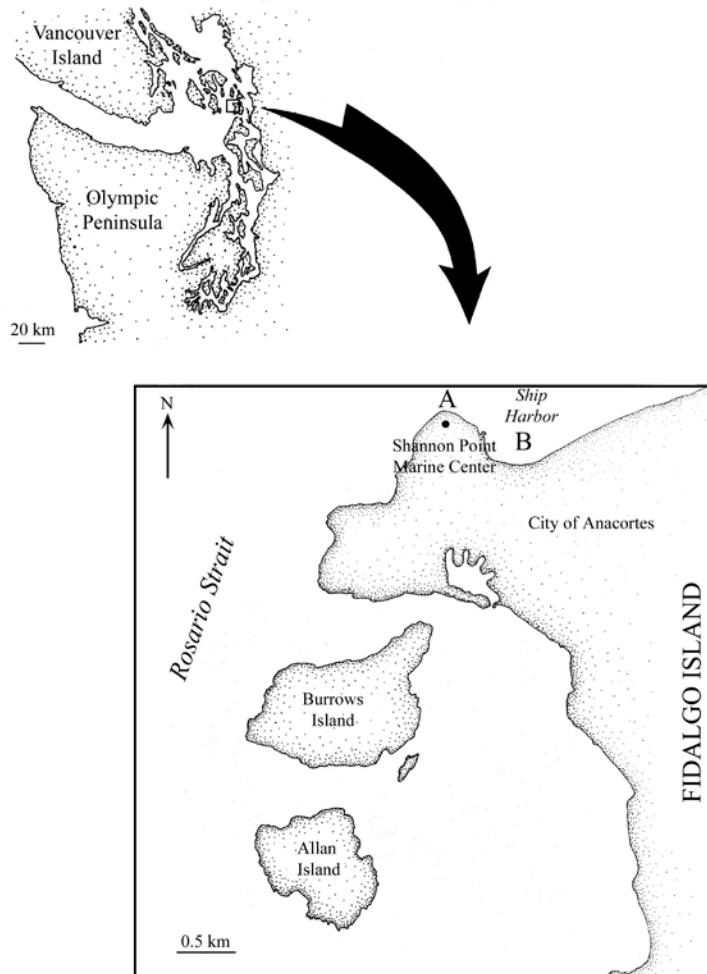 Vancouver
Island
Olympic
Peninsula
20 km
N
A
Ship
Harbor
B
Shannon Point
Marine Center
City of Anacortes
Rosario Strait
FIDALGO ISLAND
Burrows
Island
Allan
Island
0.5 km